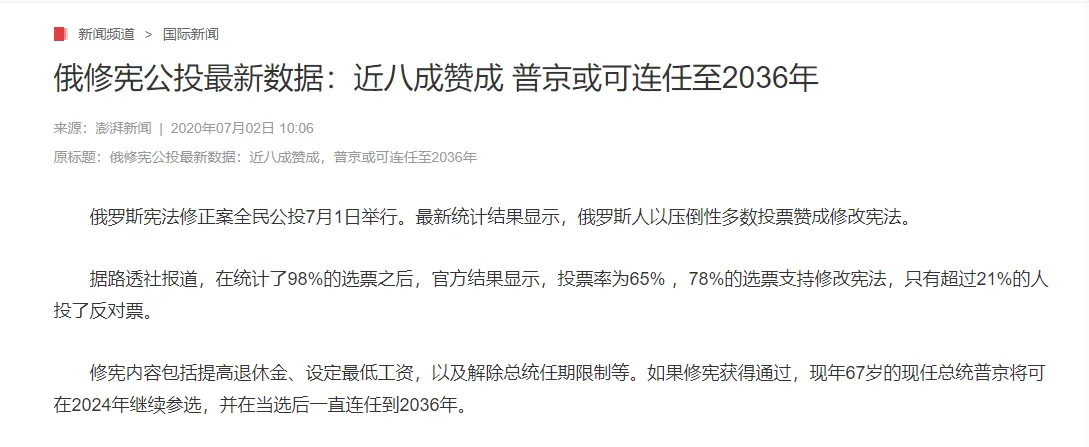 新闻频道 > 国际新闻
俄修宪公投最新数据：近八成赞成 普京或可连任至2036年
来源：澎湃新闻 | 2020年07月02日 10:06
原标题：俄修宪公投最新数据：近八成赞成，普京或可连任至2036年
俄罗斯宪法修正案全民公投7月1日举行。最新统计结果显示，俄罗斯人以压倒性多数投票赞成修改宪法。
据路透社报道，在统计了98%的选票之后，官方结果显示，投票率为65% ，78%的选票支持修改宪法，只有超过21%的人
投了反对票。
修宪内容包括提高退休金、设定最低工资，以及解除总统任期限制等。如果修宪获得通过，现年67岁的现任总统普京将可
在2024年继续参选，并在当选后一直连任到2036年。